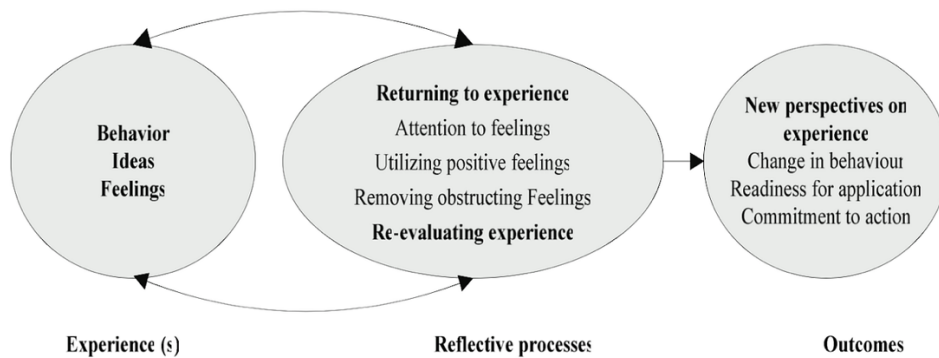 Behavior
Ideas
Feelings
Returning to experience
Attention to feelings
Utilizing positive feelings
Removing obstructing Feelings
Re-evaluating experience
New perspectives on
experience
Change in behaviour
Readiness for application
Commitment to action
Experience (s)
Reflective processes
Outcomes